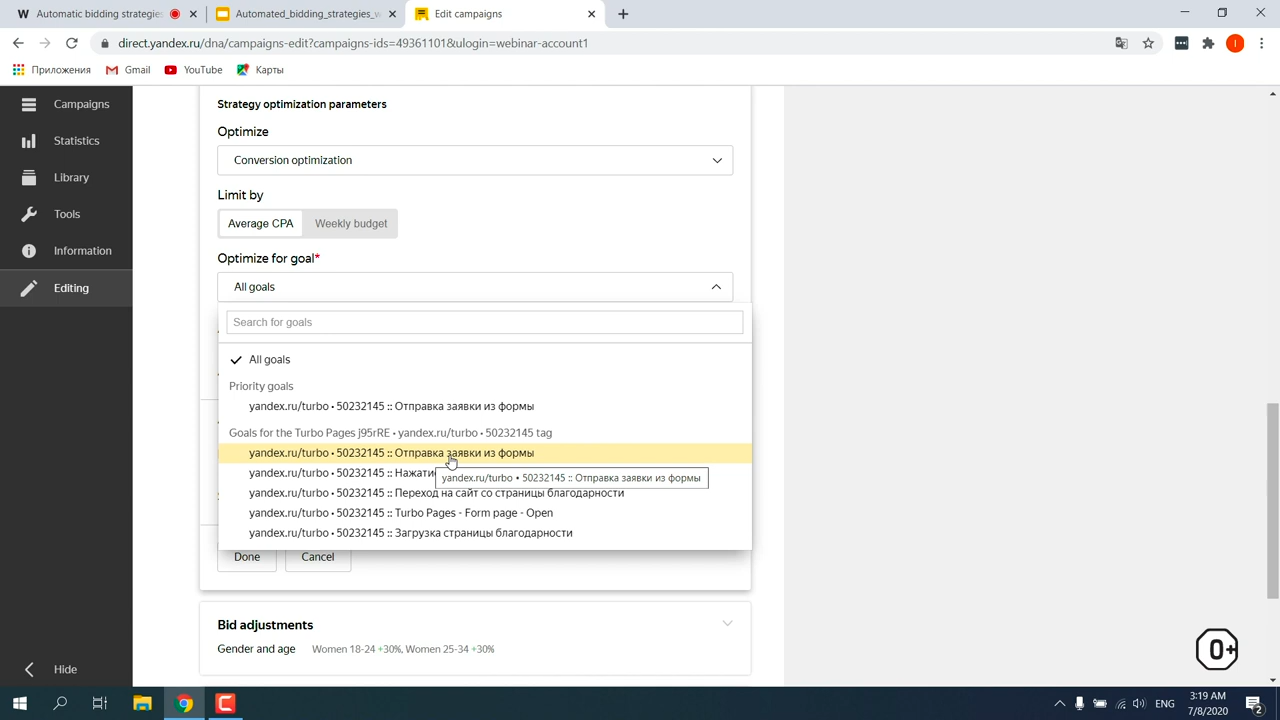 Automatic bidding strategies
Automated_bidding_strategies_w
Edit campaigns
direct.yandex.ru/dna/campaigns-edit?campaigns-ids=49361101&ulogin=webinar-account1
Приложения
Gmail
YouTube
Карты
Campaigns
Statistics
Library
Tools
Information
Editing
Hide
Strategy optimization parameters
Optimize
Conversion optimization
Limit by
Average CPA Weekly budget
Optimize for goal*
All goals
Search for goals
All goals
Priority goals
yandex.ru/turbo • 50232145 :: Отправка заявки из формы
Goals for the Turbo Pages j95rRE • yandex.ru/turbo • 50232145 tag
yandex.ru/turbo • 50232145 :: Отправка заявки из формы
yandex.ru/turbo • 50232145 ::
yandex.ru/turbo • 50232145 :: Отправка заявки из формы
yandex.ru/turbo • 50232145 :: Переход на сайт со страницы благодарности
yandex.ru/turbo • 50232145 :: Turbo Pages - Form page - Open
yandex.ru/turbo • 50232145 :: Загрузка страницы благодарности
Done Cancel
Bid adjustments
Gender and age Women 18-24 +30%, Women 25-34 +30%
0+
ENG
3:19 AM
7/8/2020
2